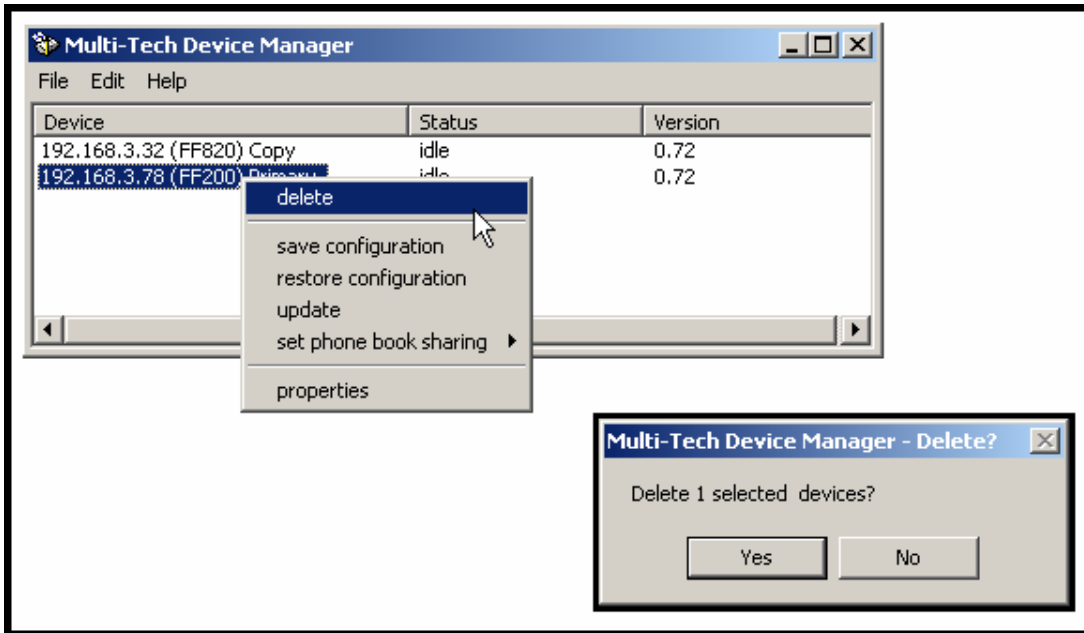 Multi-Tech Device Manager
File Edit Help
Device Status Version
192.168.3.32 (FF820) Copy idle 0.72
192.168.3.78 (FF200) Primary idle 0.72
delete
save configuration
restore configuration
update
set phone book sharing
properties
Multi-Tech Device Manager - Delete?
Delete 1 selected devices?
Yes No